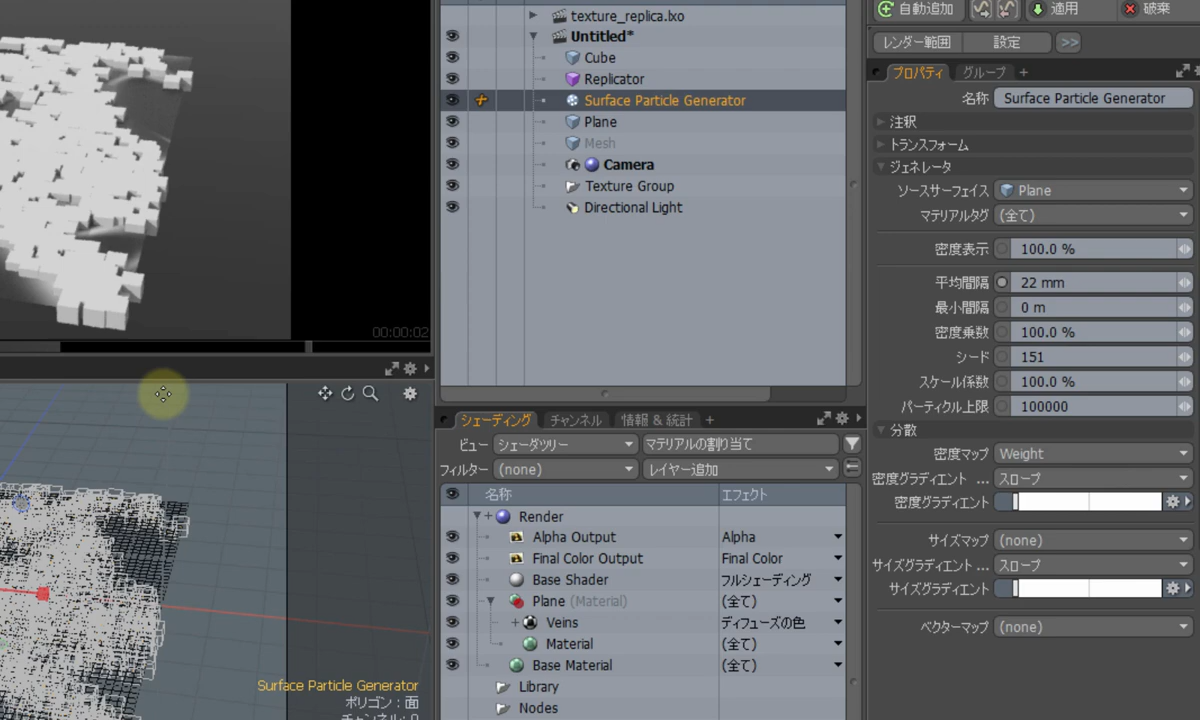 texture_replica.lxo
Untitled*
Cube
Replicator
Surface Particle Generator
Plane
Mesh
Camera
Texture Group
Directional Light
00:00:02
Surface Particle Generator
ポリゴン : 面
チャンネル: 0
シェーディング チャンネル 情報 & 統計 +
ビュー シェーダツリー マテリアルの割り当て
フィルター (none) レイヤー追加
名称 エフェクト
Render
Alpha Output Alpha
Final Color Output Final Color
Base Shader フルシェーディング
Plane (Material) (全て)
Veins ディフューズの色
Material (全て)
Base Material (全て)
Library
Nodes
自動追加 適用 破棄
レンダー範囲 設定 >>
プロパティ グループ +
名称 Surface Particle Generator
注釈
トランスフォーム
ジェネレータ
ソースサーフェイス Plane
マテリアルタグ (全て)
密度表示 100.0 %
平均間隔 22 mm
最小間隔 0 m
密度乗数 100.0 %
シード 151
スケール係数 100.0 %
パーティクル上限 100000
分散
密度マップ Weight
密度グラディエント ... スロープ
密度グラディエント
サイズマップ (none)
サイズグラディエント ... スロープ
サイズグラディエント
ベクターマップ (none)